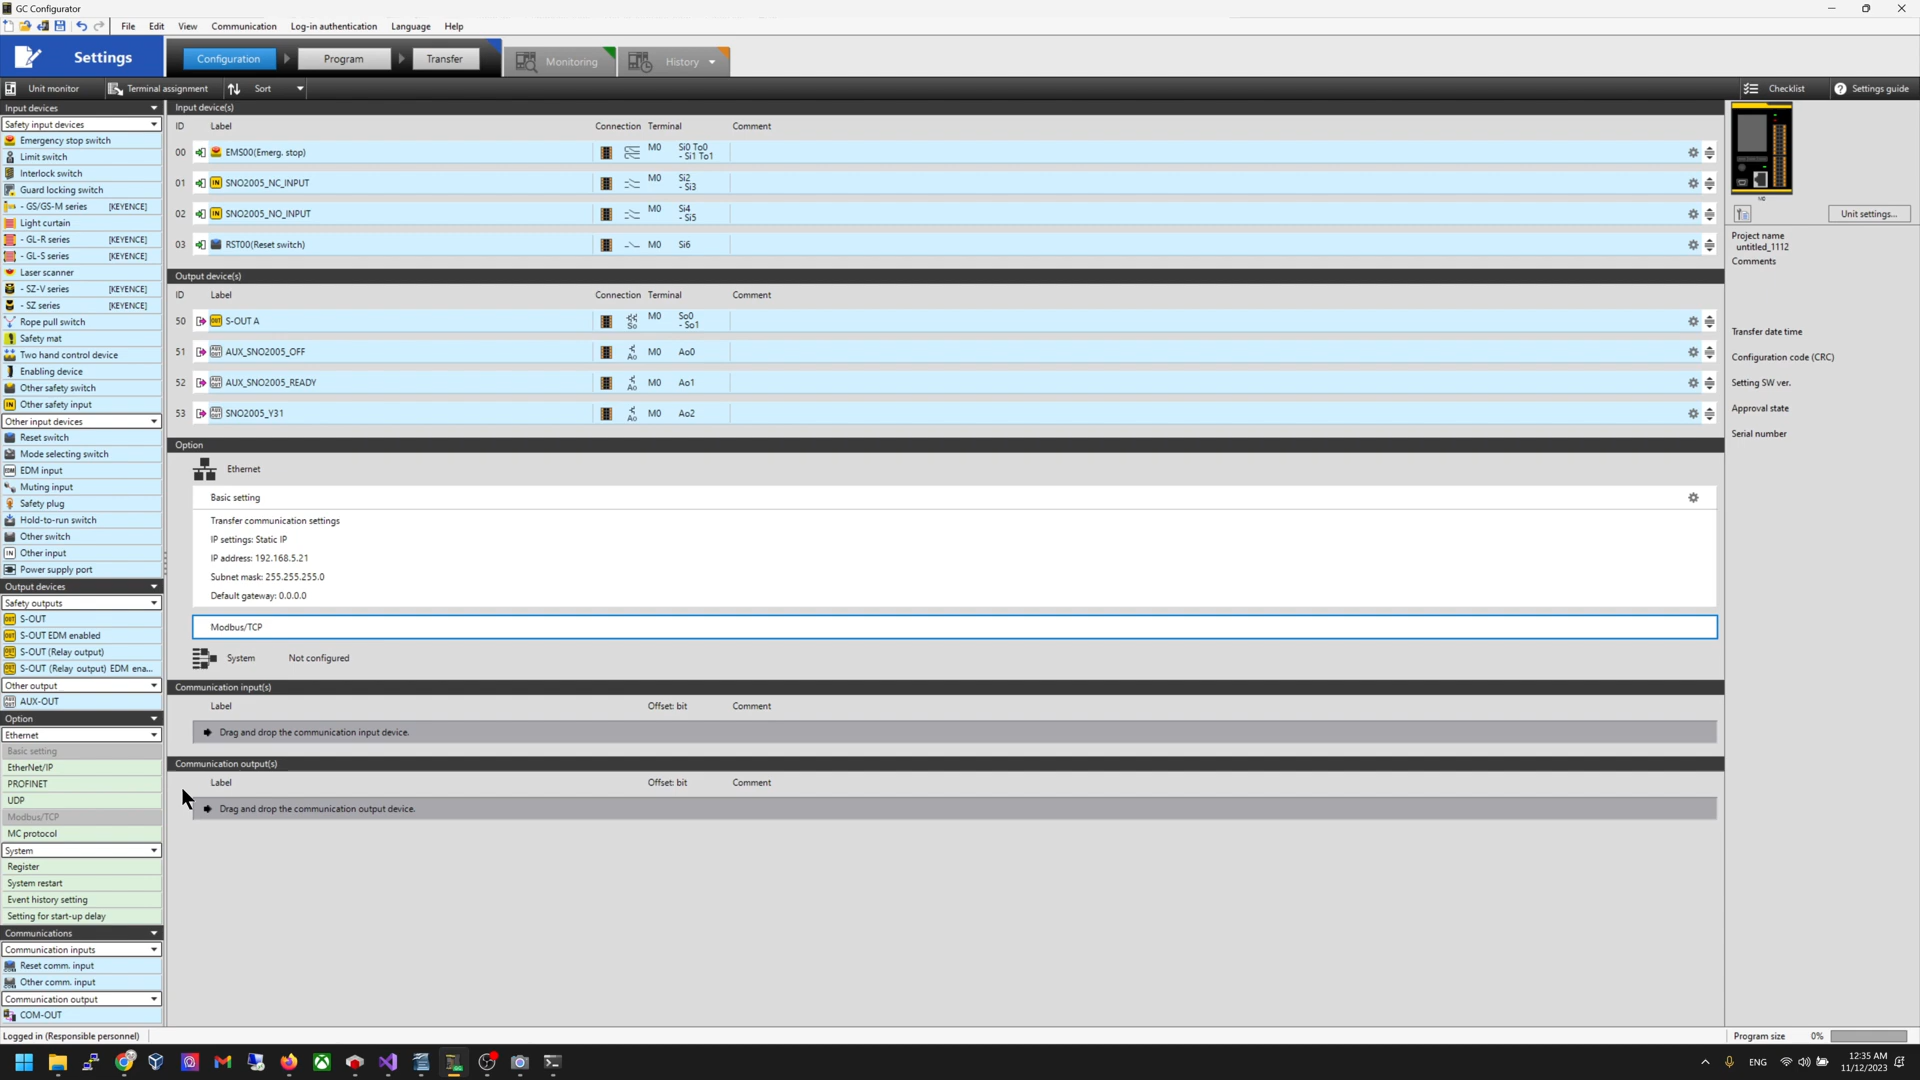 GC Configurator
File Edit View Communication Log-in authentication Language Help
Settings Configuration Program Transfer Monitoring History
Unit monitor Terminal assignment Sort Checklist Settings guide
Input devices
Safety input devices
Emergency stop switch
Limit switch
Interlock switch
Guard locking switch
- GS/GS-M series [KEYENCE]
Light curtain
- GL-R series [KEYENCE]
- GL-S series [KEYENCE]
Laser scanner
- SZ-V series [KEYENCE]
- SZ series [KEYENCE]
Rope pull switch
Safety mat
Two hand control device
Enabling device
Other safety switch
Other safety input
Other input devices
Reset switch
Mode selecting switch
EDM input
Muting input
Safety plug
Hold-to-run switch
Other switch
Other input
Power supply port
Output devices
Safety outputs
S-OUT
S-OUT EDM enabled
S-OUT (Relay output)
S-OUT (Relay output) EDM ena...
Other output
AUX-OUT
Option
Ethernet
Basic setting
EtherNet/IP
PROFINET
UDP
Modbus/TCP
MC protocol
System
Register
System restart
Event history setting
Setting for start-up delay
Communications
Communication inputs
Reset comm. input
Other comm. input
Communication output
COM-OUT
Input device(s)
ID Label Connection Terminal Comment
00 EMS00(Emerg. stop) M0 Si0 To0
- Si1 To1
01 IN SNO2005_NC_INPUT M0 Si2
- Si3
02 IN SNO2005_NO_INPUT M0 Si4
- Si5
03 RST00(Reset switch) M0 Si6
Output device(s)
ID Label Connection Terminal Comment
50 OUT S-OUT A So M0 So0
- So1
51 AUX OUT AUX_SNO2005_OFF Ao M0 Ao0
52 AUX OUT AUX_SNO2005_READY Ao M0 Ao1
53 AUX OUT SNO2005_Y31 Ao M0 Ao2
Option
Ethernet
Basic setting
Transfer communication settings
IP settings: Static IP
IP address: 192.168.5.21
Subnet mask: 255.255.255.0
Default gateway: 0.0.0.0
Modbus/TCP
System Not configured
Communication input(s)
Label Offset: bit Comment
Drag and drop the communication input device.
Communication output(s)
Label Offset: bit Comment
Drag and drop the communication output device.
M0
Unit settings...
Project name
untitled_1112
Comments
Transfer date time
Configuration code (CRC)
Setting SW ver.
Approval state
Serial number
Logged in (Responsible personnel)
Program size 0%
ENG
12:35 AM
11/12/2023